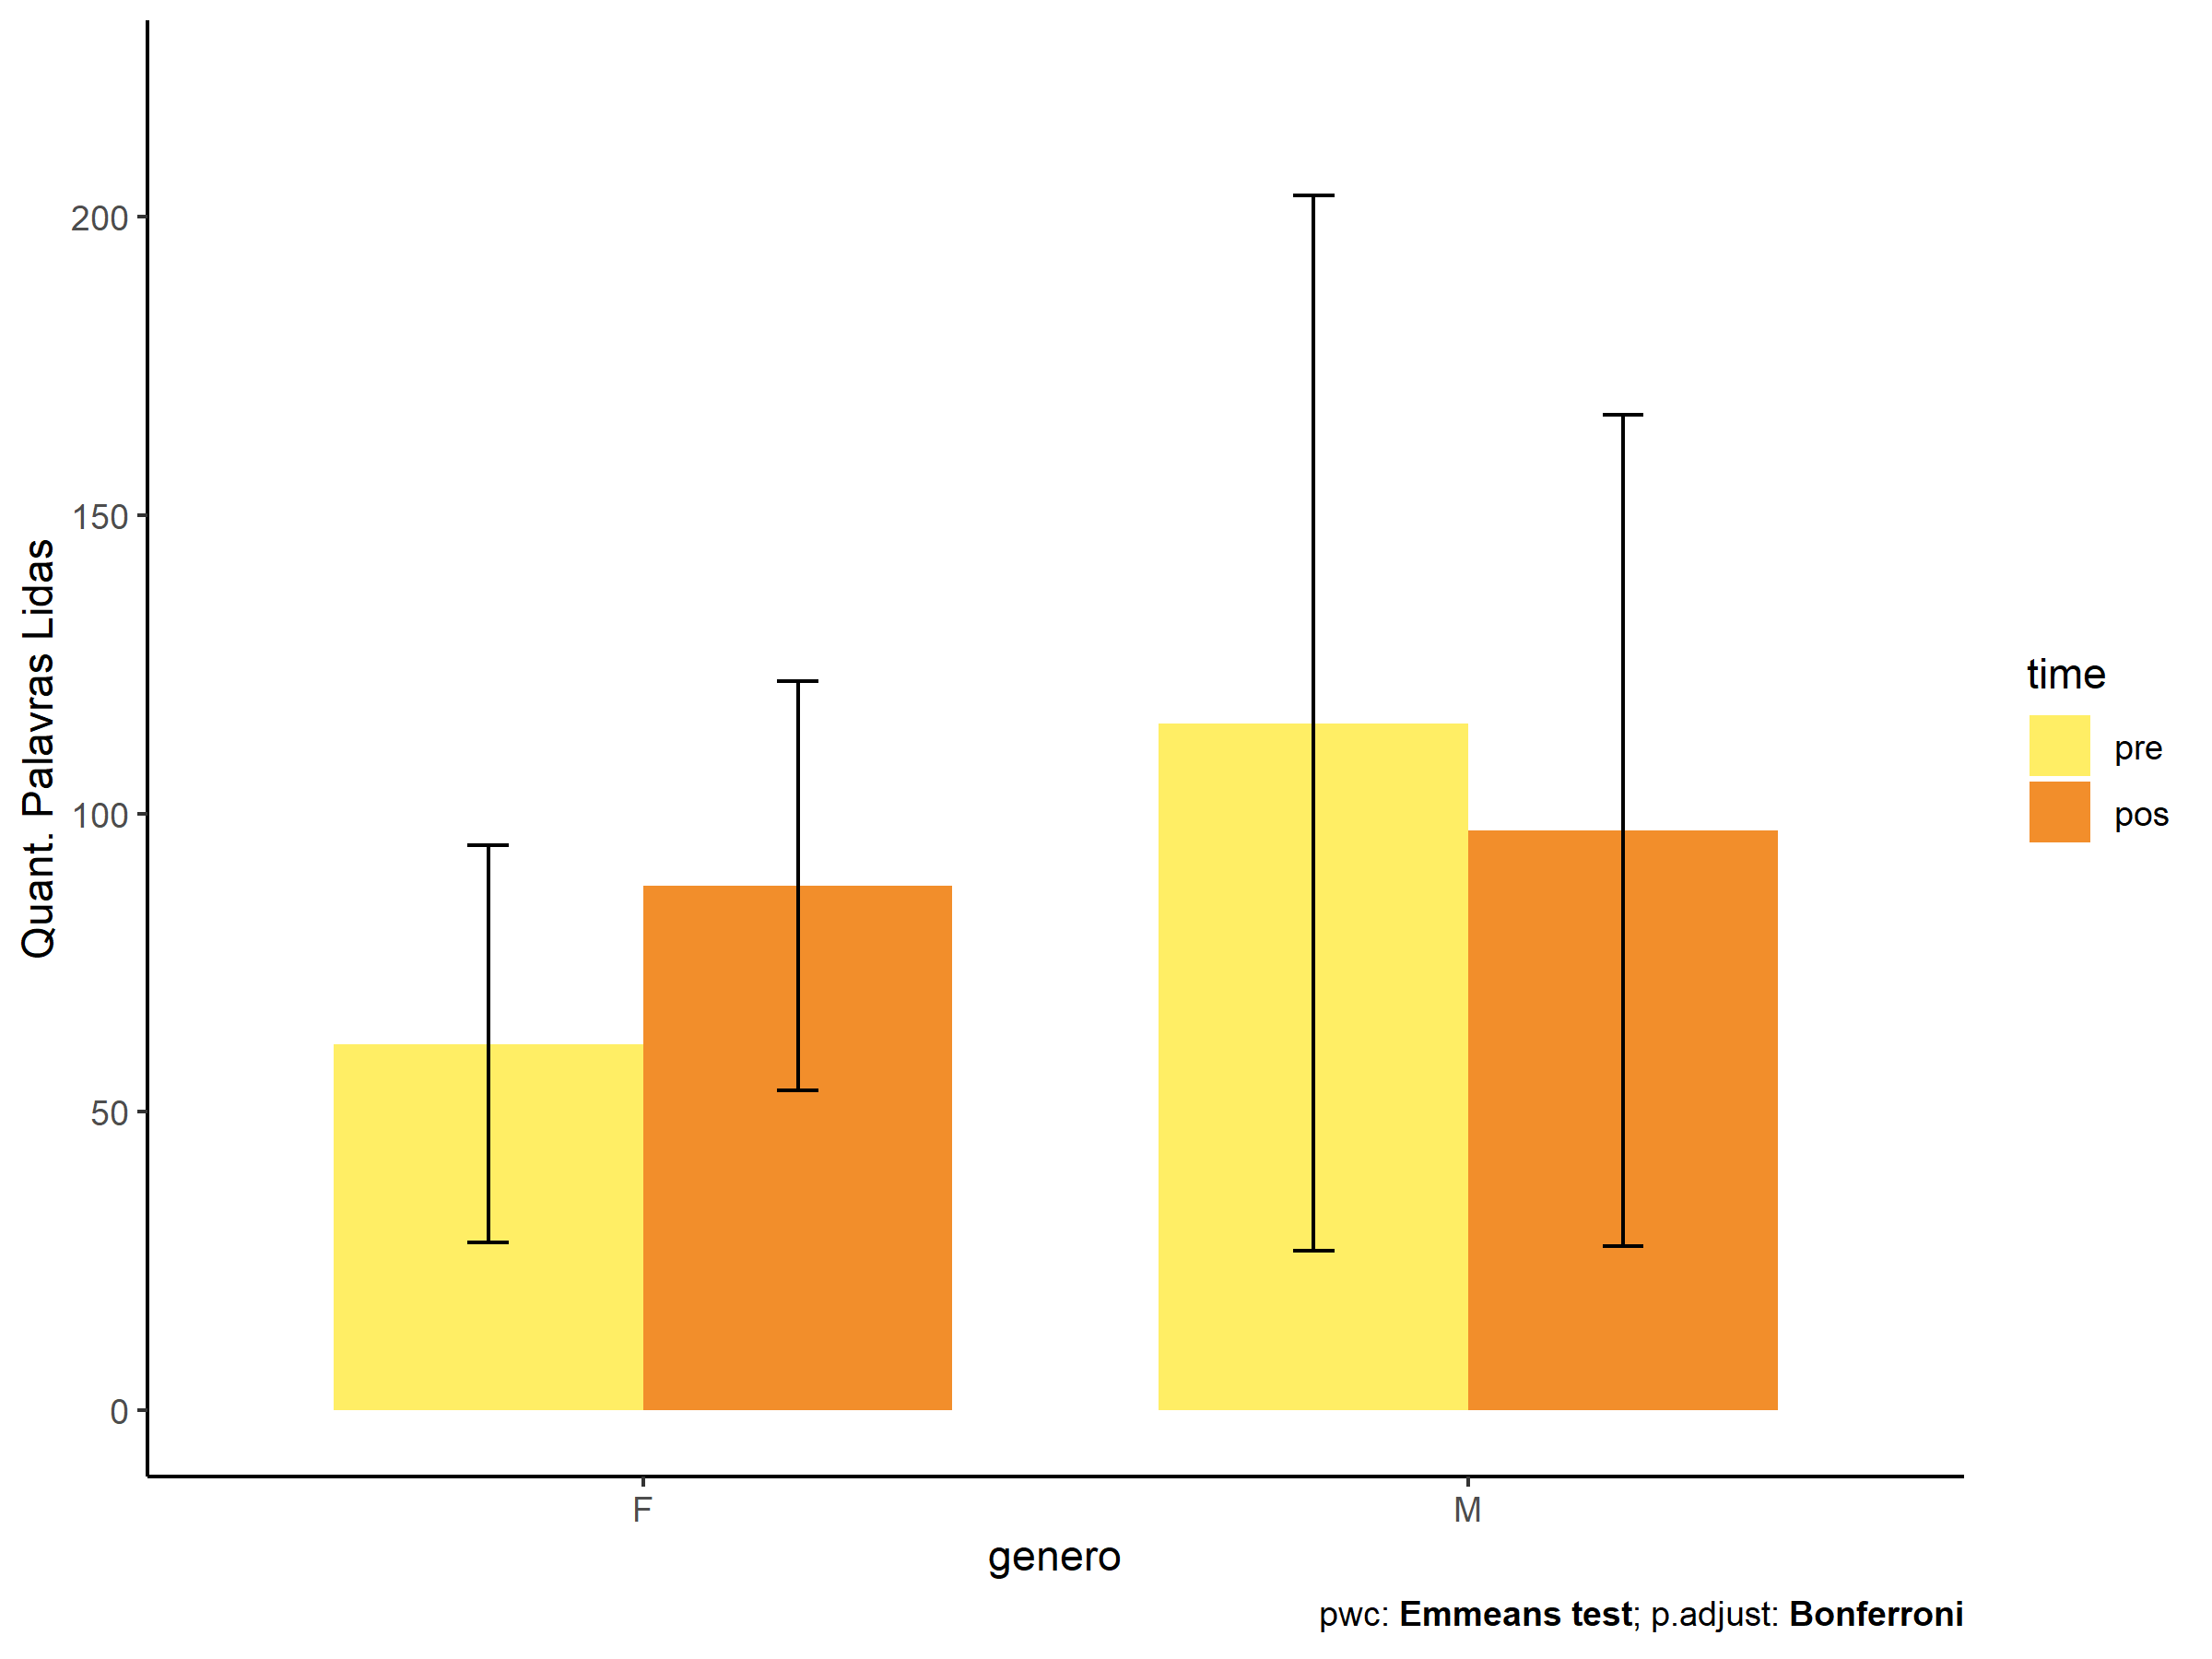 Quant. Palavras Lidas
200
150
100
50
0
F
M
genero
time
pre
pos
pwc: Emmeans test; p.adjust: Bonferroni